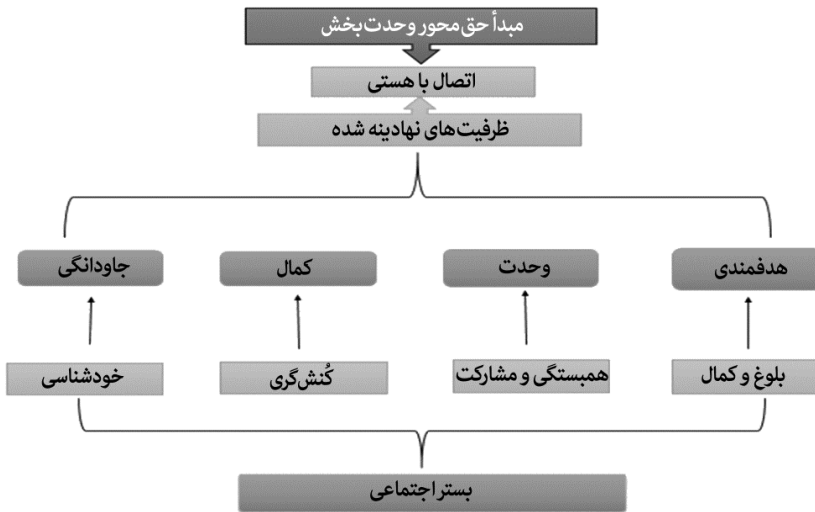 مبدأ حق محور وحدت‌بخش
اتصال با هستی
ظرفیت‌های نهادینه شده
هدفمندی
وحدت
کمال
جاودانگی
بلوغ و کمال
همبستگی و مشارکت
کُنش‌گری
خودشناسی
بستر اجتماعی